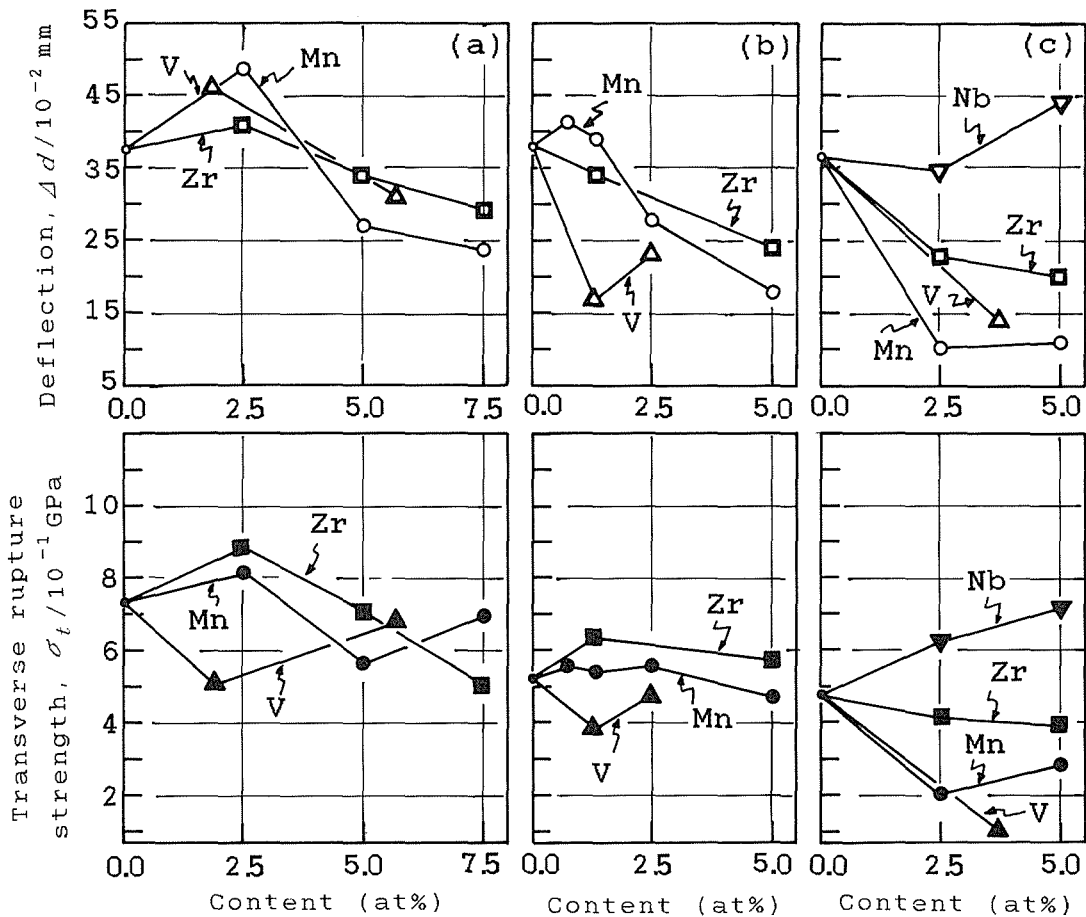 Deflection, Δd/10⁻² mm
55
45
35
25
15
5
(a)
V
Mn
Zr
0.0 2.5 5.0 7.5
(b)
Mn
Zr
V
0.0 2.5 5.0
(c)
Nb
Zr
V
Mn
0.0 2.5 5.0
Transverse rupture
strength, σt/10⁻¹GPa
10
8
6
4
2
Zr
Mn
V
0.0 2.5 5.0 7.5
Content (at%)
Zr
Mn
V
0.0 2.5 5.0
Content (at%)
Nb
Zr
Mn
V
0.0 2.5 5.0
Content (at%)